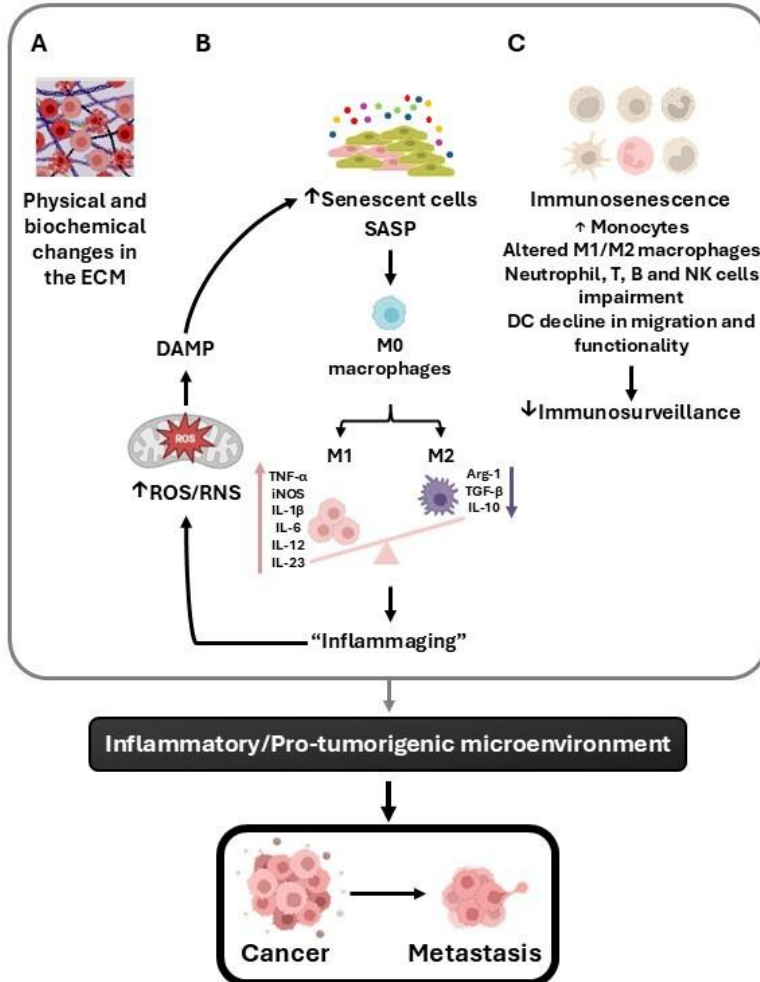 A
Physical and
biochemical
changes in
the ECM
B
↑Senescent cells
SASP
M0
macrophages
M1
M2
TNF-α
iNOS
IL-1β
IL-6
IL-12
IL-23
Arg-1
TGF-β
IL-10
“Inflammaging”
ROS
↑ROS/RNS
DAMP
C
Immunosenescence
↑ Monocytes
Altered M1/M2 macrophages
Neutrophil, T, B and NK cells
impairment
DC decline in migration and
functionality
↓Immunosurveillance
Inflammatory/Pro-tumorigenic microenvironment
Cancer
Metastasis